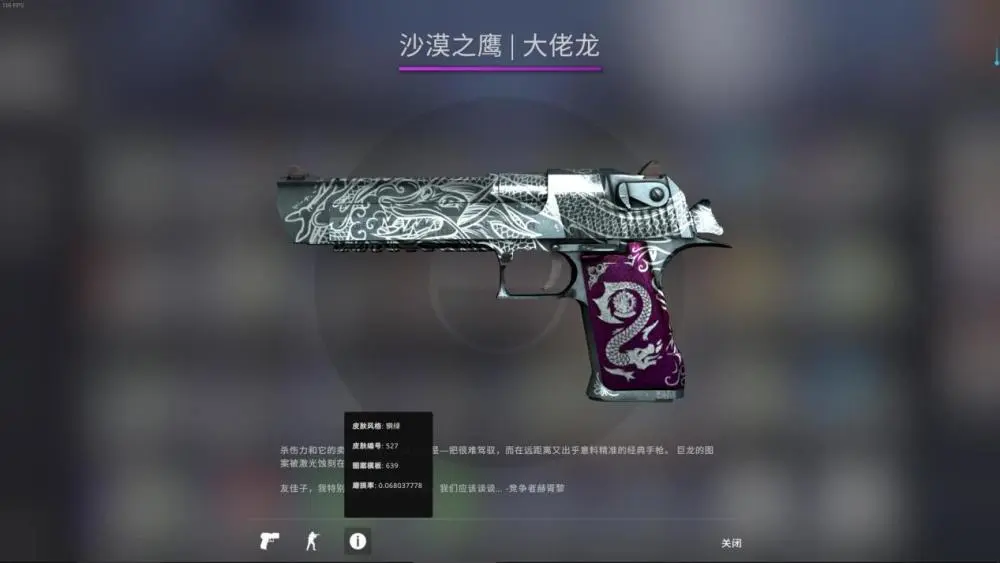 沙漠之鹰 | 大佬龙
皮肤风格: 铜绿
皮肤编号: 527
图案模板: 639
磨损率: 0.068037778
杀伤力和它的卖 是一把很难驾驭，而在远距离又出乎意料精准的经典手枪。 巨龙的图
案被激光蚀刻在
友佳子，我特别 我们应该谈谈... -竞争者赫胥黎
关闭